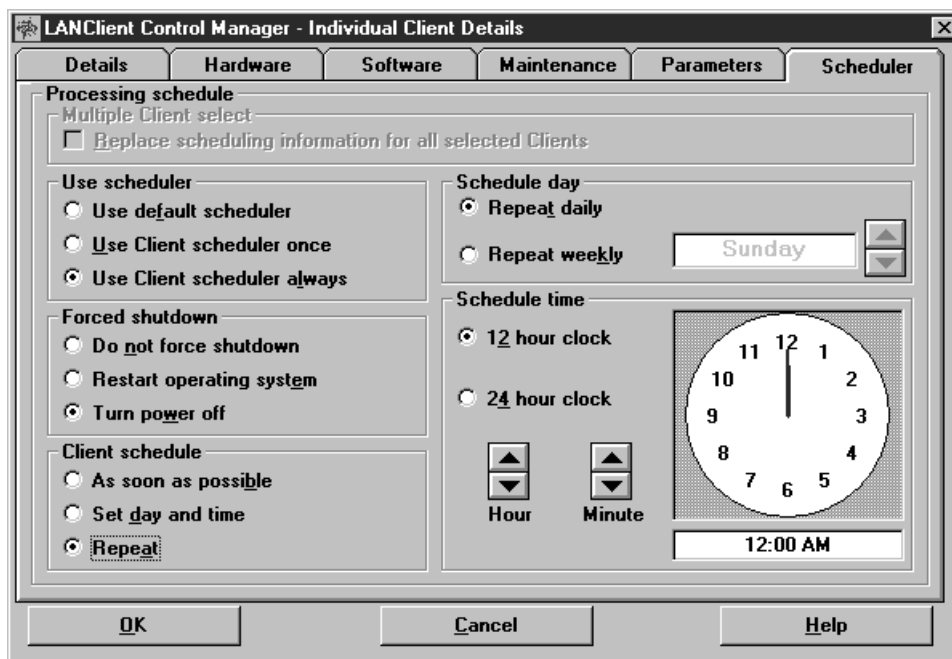 LANClient Control Manager - Individual Client Details
Details Hardware Software Maintenance Parameters Scheduler
Processing schedule
Multiple Client select
Replace scheduling information for all selected Clients
Use scheduler
Use default scheduler
Use Client scheduler once
Use Client scheduler always
Forced shutdown
Do not force shutdown
Restart operating system
Turn power off
Client schedule
As soon as possible
Set day and time
Repeat
Schedule day
Repeat daily
Repeat weekly
Sunday
Schedule time
12 hour clock
24 hour clock
Hour Minute
12
1
2
3
4
5
6
7
8
9
10
11
12:00 AM
OK Cancel Help